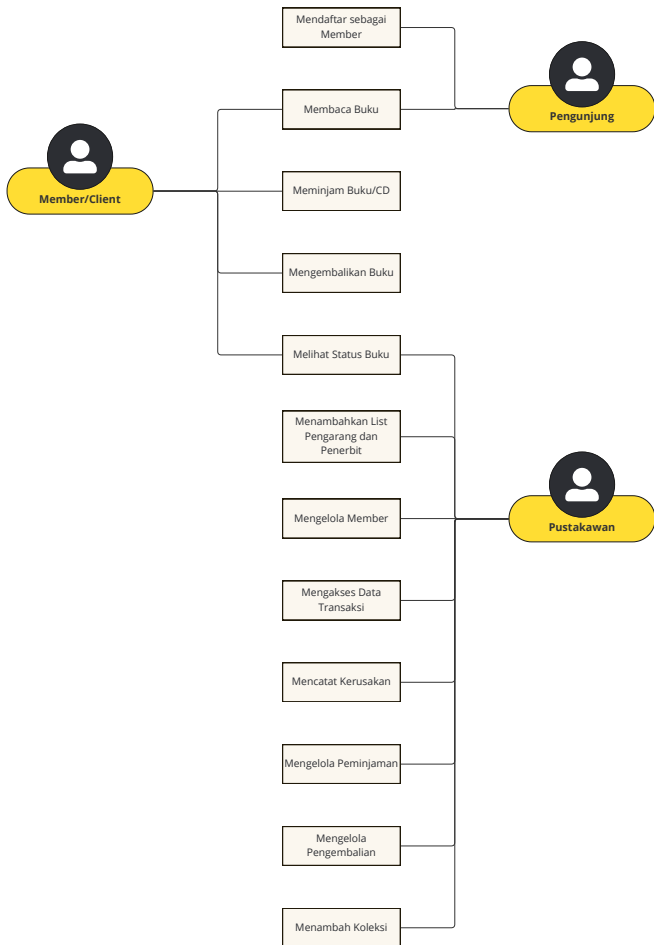 Mendaftar sebagai
Member
Membaca Buku
Pengunjung
Member/Client
Meminjam Buku/CD
Mengembalikan Buku
Melihat Status Buku
Menambahkan List
Pengarang dan
Penerbit
Mengelola Member
Pustakawan
Mengakses Data
Transaksi
Mencatat Kerusakan
Mengelola Peminjaman
Mengelola
Pengembalian
Menambah Koleksi